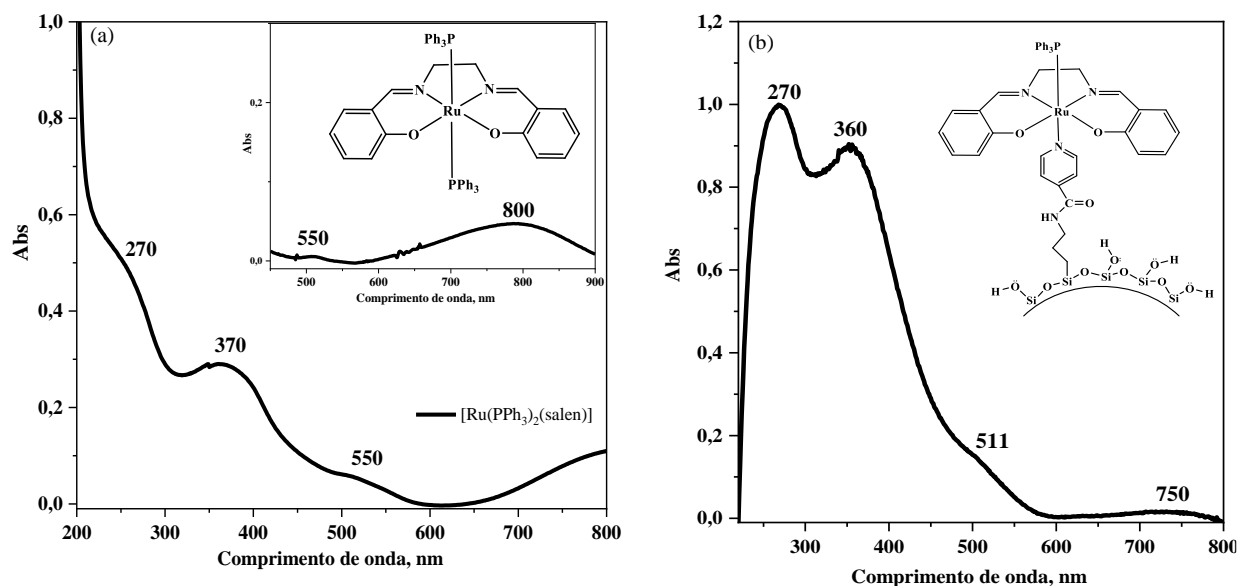 (a)
1,0
0,8
0,6
0,4
0,2
0,0
Abs
270
370
550
[Ru(PPh3)2(salen)]
200 300 400 500 600 700 800
Comprimento de onda, nm
0,2
0,0
Abs
550
800
500 600 700 800 900
Comprimento de onda, nm
Ph3P
N N
Ru
O O
PPh3
(b)
1,2
1,0
0,8
0,6
0,4
0,2
0,0
Abs
270
360
511
750
300 400 500 600 700 800
Comprimento de onda, nm
Ph3P
N N
Ru
O O
N
C=O
HN
H
H Ö O Si O Si O Si O Si Ö H
Si O Si Ö H